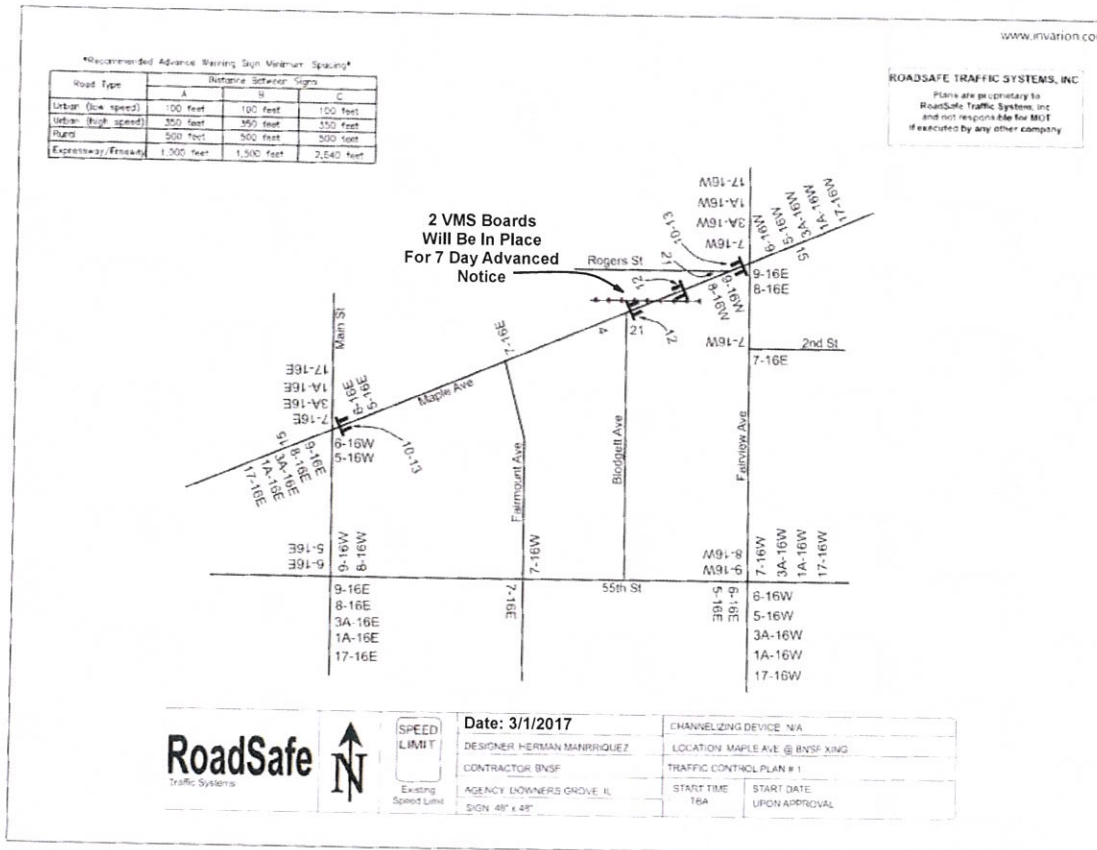 www.invarion.co
*Recommended Advance Warning Sign Minimum Spacing*
Road Type
Distance Between Signs
A B C
Urban (low speed) 100 feet 100 feet 100 feet
Urban (high speed) 350 feet 350 feet 350 feet
Rural 500 feet 500 feet 500 feet
Expressway/Freeway 1,500 feet 1,500 feet 2,640 feet
ROADSAFE TRAFFIC SYSTEMS, INC
Plans are proprietary to
RoadSafe Traffic System, Inc
and not responsible for MOT
if executed by any other company
2 VMS Boards
Will Be In Place
For 7 Day Advanced
Notice
17-16W
1A-16W
3A-16W
7-16W
10-13
6-16W
5-16W
3A-16W
1A-16W
17-16W
15
Rogers St
21
12
9-16W
8-16W
9-16E
8-16E
4
21
12
7-16W
2nd St
7-16E
7-16E
Main St
17-16E
1A-16E
3A-16E
7-16E
6-16E
5-16E
Maple Ave
15
9-16E
8-16E
3A-16E
1A-16E
17-16E
6-16W
5-16W
10-13
Fairmount Ave
Blodgett Ave
Fairview Ave
5-16E
6-16E
9-16W
8-16W
7-16W
8-16W
9-16W
7-16W
3A-16W
1A-16W
17-16W
55th St
9-16E
8-16E
3A-16E
1A-16E
17-16E
7-16E
6-16E
5-16E
6-16W
5-16W
3A-16W
1A-16W
17-16W
RoadSafe
Traffic Systems
N
SPEED
LIMIT
Existing
Speed Limit
Date: 3/1/2017
DESIGNER: HERMAN MANRRIQUEZ
CONTRACTOR: BNSF
AGENCY: DOWNERS GROVE, IL
SIGN: 48" x 48"
CHANNELIZING DEVICE: N/A
LOCATION: MAPLE AVE @ BNSF XING
TRAFFIC CONTROL PLAN # 1
START TIME
TBA
START DATE
UPON APPROVAL